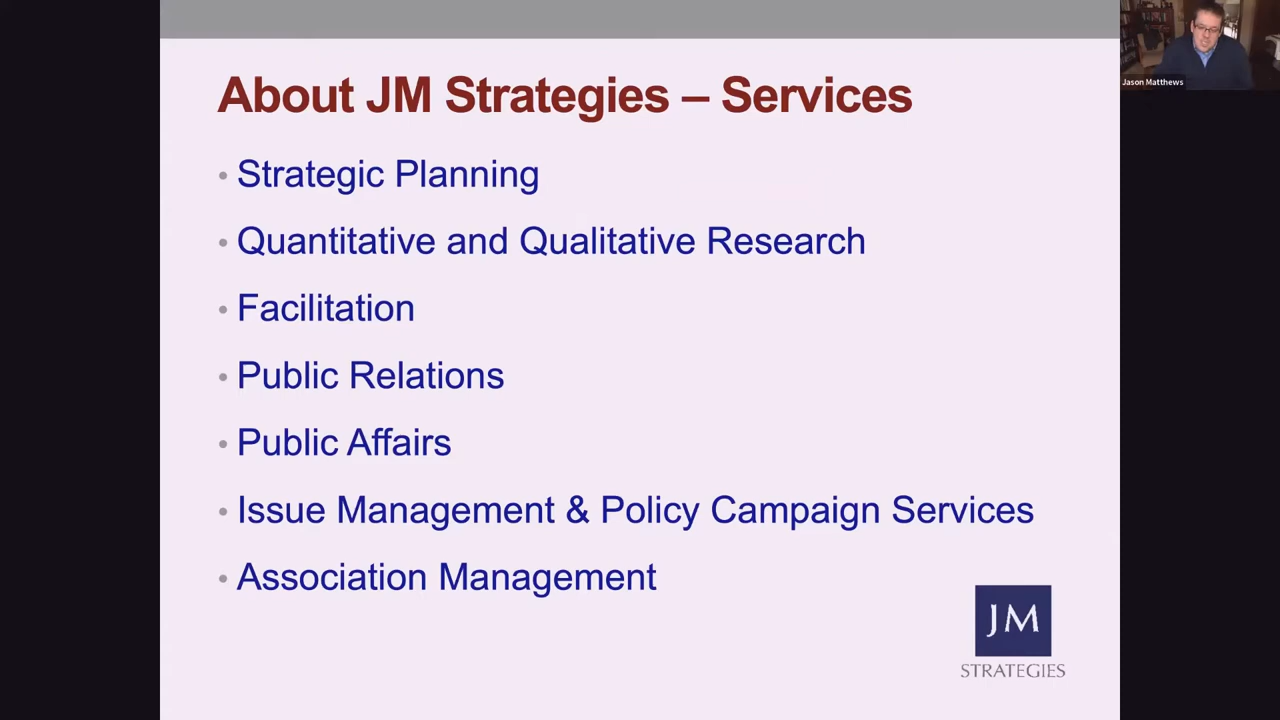 About JM Strategies – Services
• Strategic Planning
• Quantitative and Qualitative Research
• Facilitation
• Public Relations
• Public Affairs
• Issue Management & Policy Campaign Services
• Association Management
JM
STRATEGIES
Jason Matthews